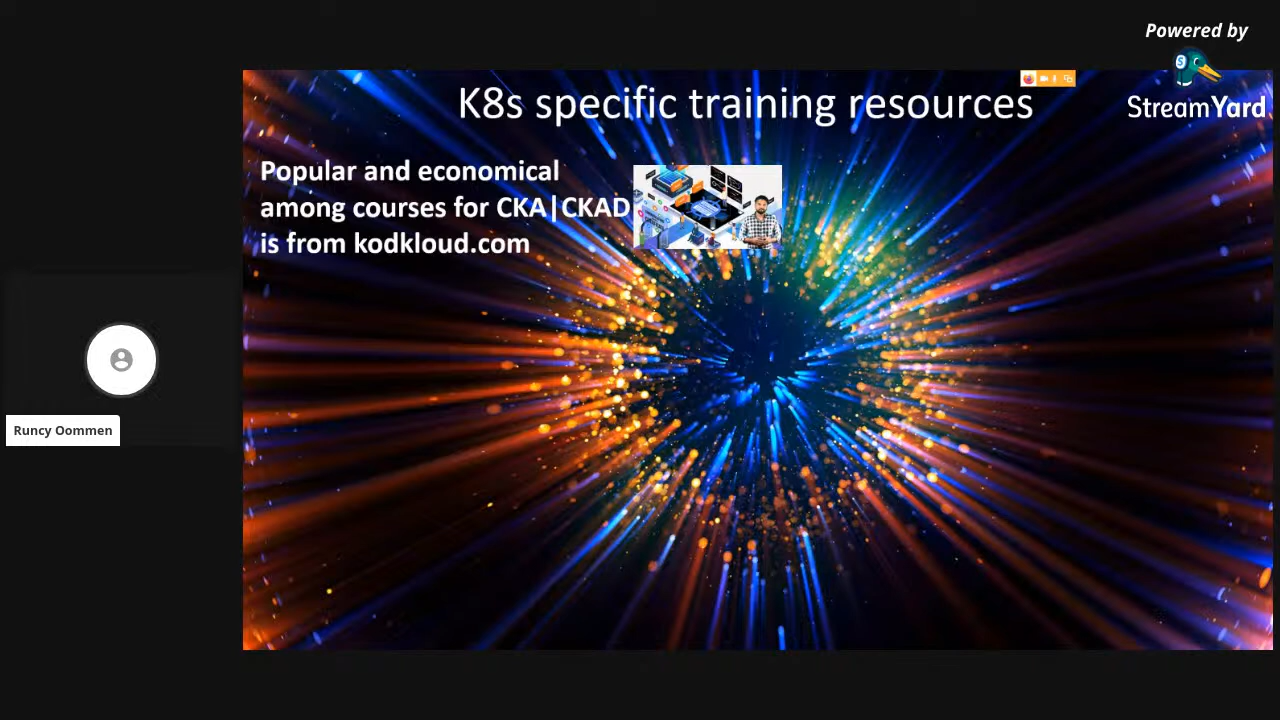 Powered by
StreamYard
K8s specific training resources
Popular and economical
among courses for CKA|CKAD
is from kodkloud.com
Runcy Oommen